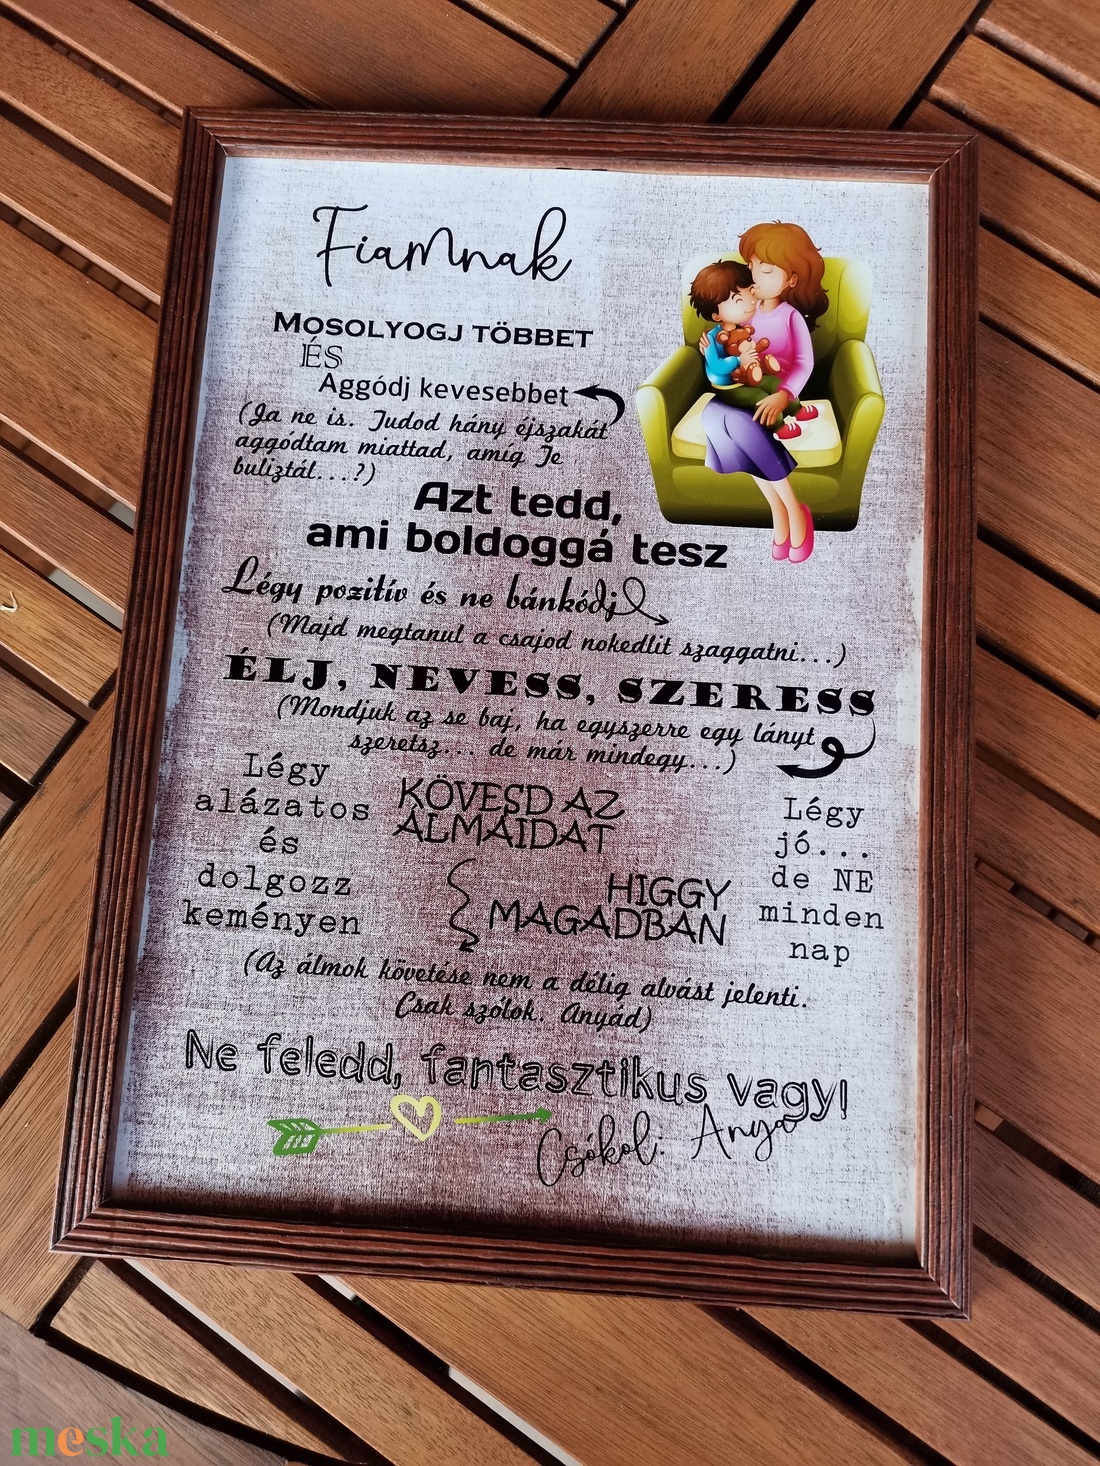 Fiamnak
MOSOLYOGJ TÖBBET
ÉS
Aggódj kevesebbet
(Ja ne is. Tudod hány éjszakát
aggódtam miattad, amíg Te
buliztál...?)
Azt tedd,
ami boldoggá tesz
Légy pozitív és ne bánkódj
(Majd megtanul a csajod nokedlit szaggatni...)
ÉLJ, NEVESS, SZERESS
(Mondjuk az se baj, ha egyszerre egy lányt
szeretsz... de már mindegy...)
Légy
alázatos
és
dolgozz
keményen
KÖVESD AZ
ÁLMAIDAT
HIGGY
MAGADBAN
Légy
jó...
de NE
minden
nap
(Az álmok követése nem a délig alvást jelenti.
Csak szólok. Anyád)
Ne feledd, fantasztikus vagy!
Csókol: Anya
meska